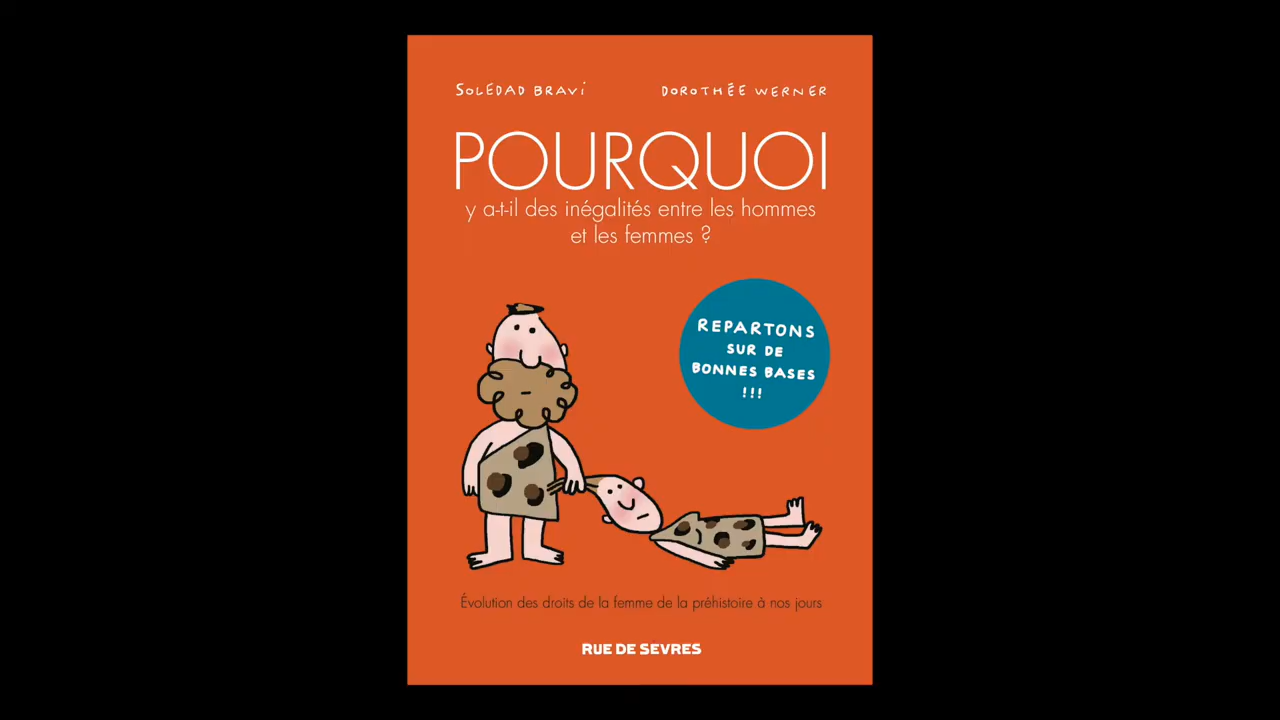 SOLEDAD BRAVI
DOROTHÉE WERNER
POURQUOI
y a-t-il des inégalités entre les hommes
et les femmes ?
REPARTONS
SUR DE
BONNES BASES
!!!
Évolution des droits de la femme de la préhistoire à nos jours
RUE DE SEVRES